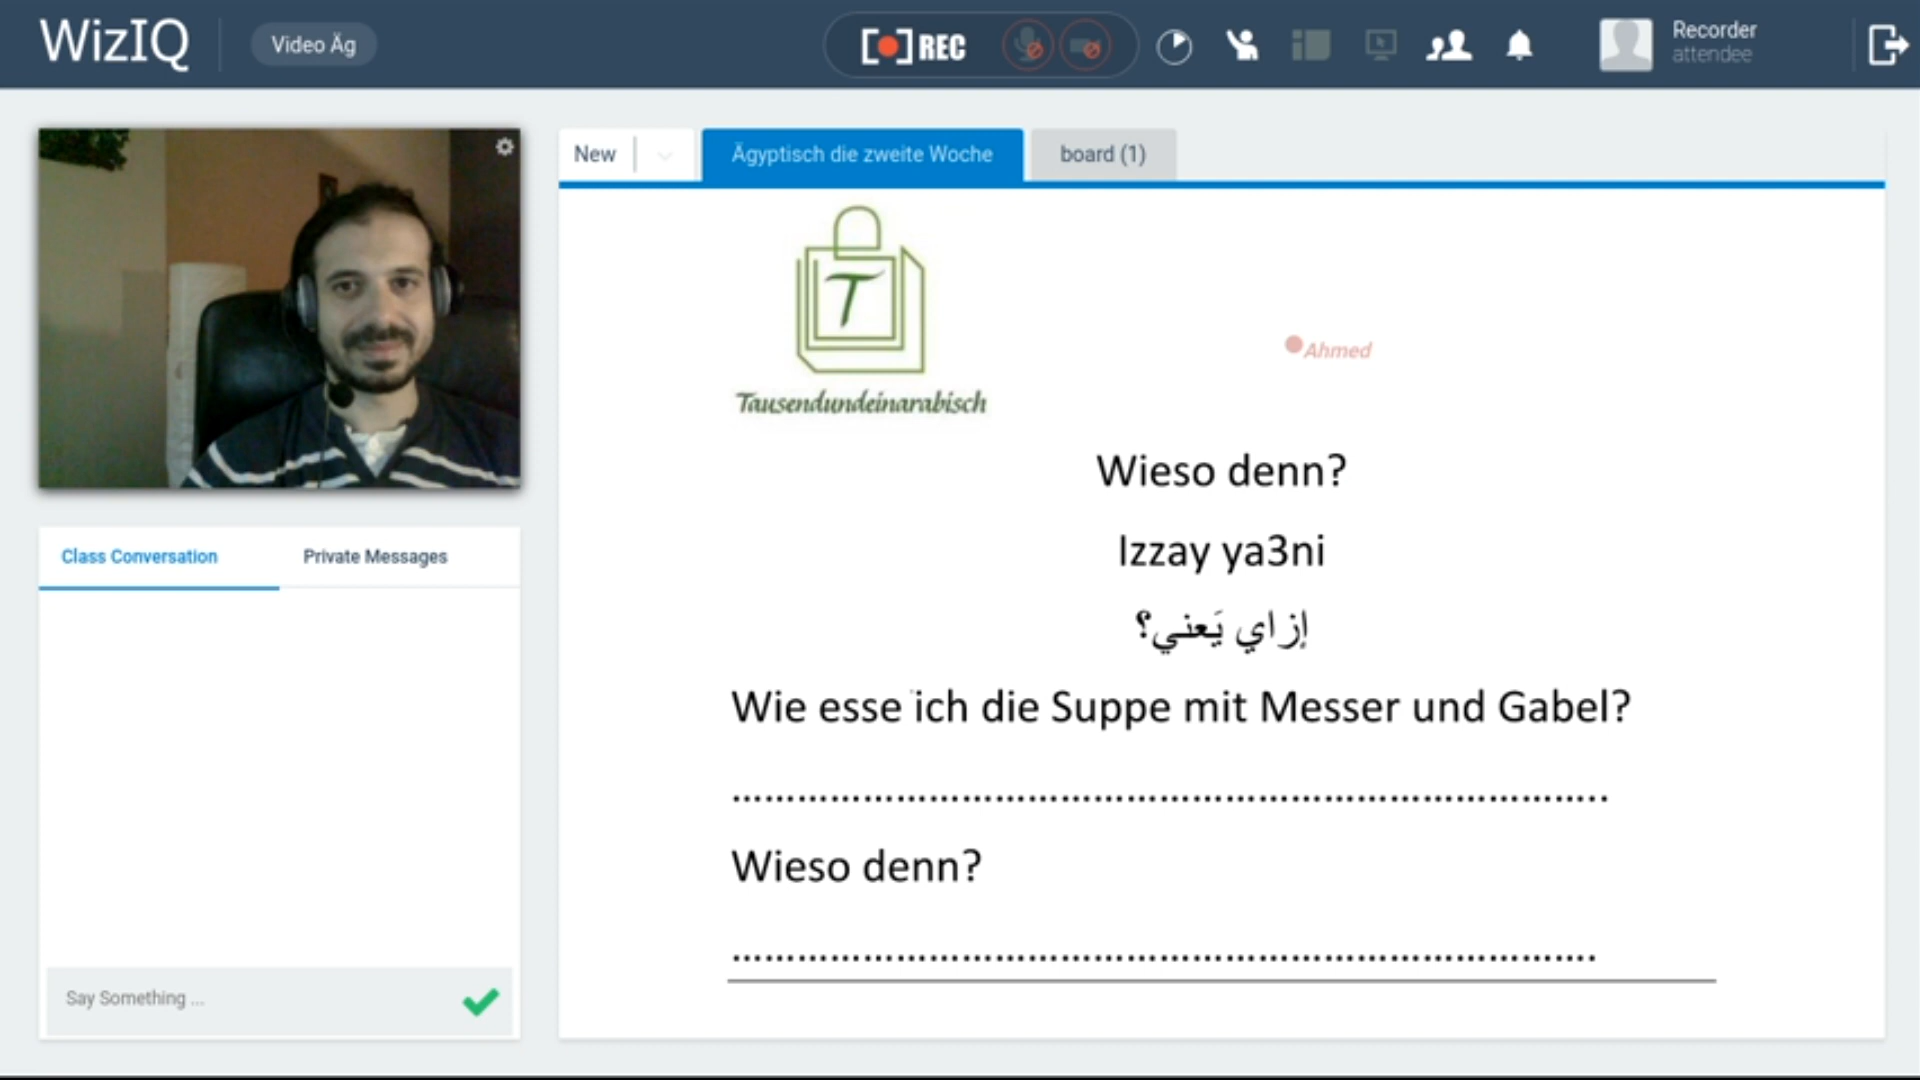 WizIQ
Video Äg
REC
Recorder
attendee
New
Ägyptisch die zweite Woche
board (1)
T
Tausendundeinarabisch
Ahmed
Wieso denn?
Izzay ya3ni
إزاي يَعني؟
Wie esse ich die Suppe mit Messer und Gabel?
Wieso denn?
Class Conversation
Private Messages
Say Something ...